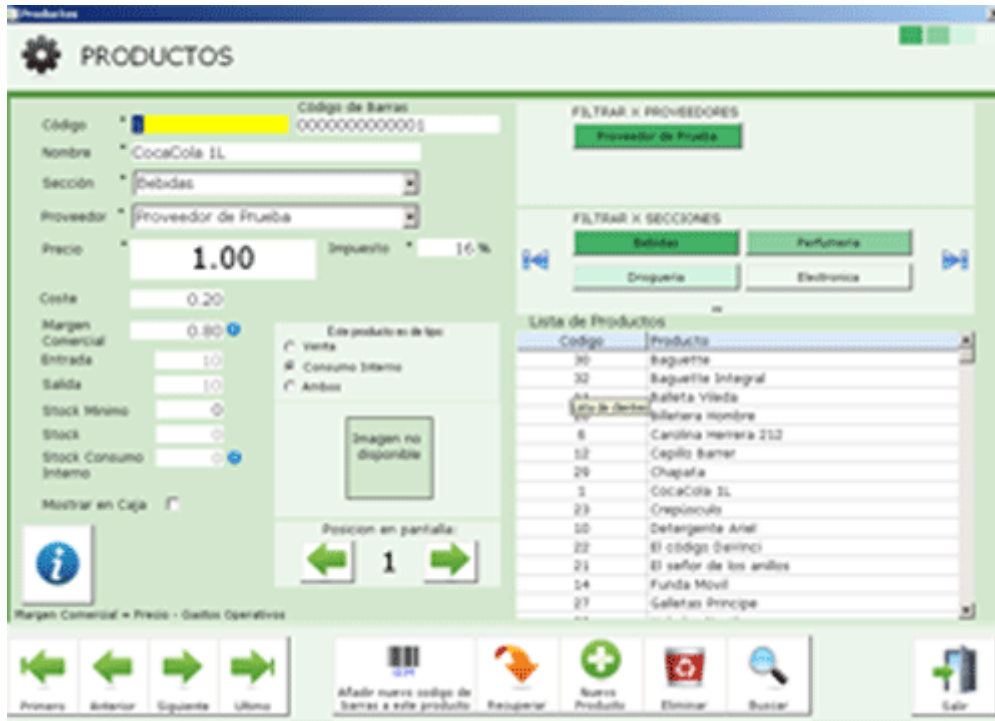 Productos
PRODUCTOS
Código de Barras
Código * 1 0000000000001
Nombre * CocaCola 1L
Sección * Bebidas
Proveedor * Proveedor de Prueba
Precio * 1.00 Impuesto * 16 %
Coste 0.20
Margen Comercial 0.80
Entrada 10
Salida 10
Stock Minimo 0
Stock 0
Stock Consumo Interno 0
Mostrar en Caja
Este producto es de tipo:
Venta
Consumo Interno
Ambos
Imagen no
disponible
Posicion en pantalla:
1
Margen Comercial = Precio - Gastos Operativos
FILTRAR X PROVEEDORES
Proveedor de Prueba
FILTRAR X SECCIONES
Bebidas Perfumeria
Drogueria Electronica
Lista de Productos
Codigo Producto
30 Baguette
32 Baguette Integral
Balleta Vileda
Lista de clientes
Billetera Hombre
6 Carolina Herrera 212
12 Cepillo Barrer
29 Chapata
1 CocaCola 1L
23 Crepúsculo
10 Detergente Ariel
22 El código Davinci
21 El señor de los anillos
14 Funda Movil
27 Galletas Principe
Primero Anterior Siguiente Ultimo
Añadir nuevo codigo de
barras a este producto
Recuperar
Nuevo
Producto
Eliminar
Buscar
Salir